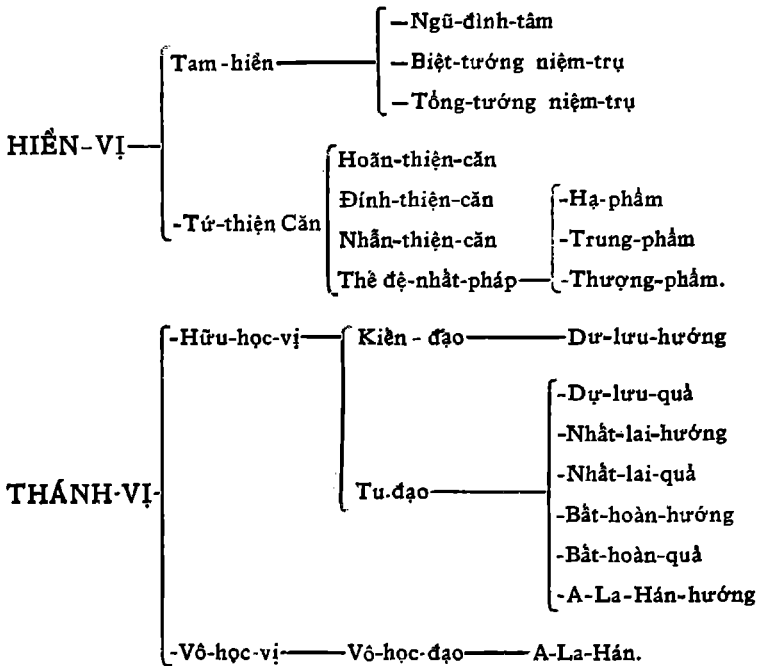 HIỀN-VỊ
Tam-hiền
-Ngũ-đình-tâm
-Biệt-tướng niệm-trụ
-Tổng-tướng niệm-trụ
-Tứ-thiện Căn
Hoãn-thiện-căn
Đính-thiện-căn
Nhẫn-thiện-căn
Thề đệ-nhất-pháp
-Hạ-phẩm
-Trung-phẩm
-Thượng-phẩm.
THÁNH-VỊ
-Hữu-học-vị
Kiền-đạo
Dư-lưu-hướng
Tu.đạo
-Dự-lưu-quả
-Nhất-lai-hướng
-Nhất-lai-quả
-Bất-hoàn-hướng
-Bất-hoàn-quả
-A-La-Hán-hướng
-Vô-học-vị
Vô-học-đạo
A-La-Hán.